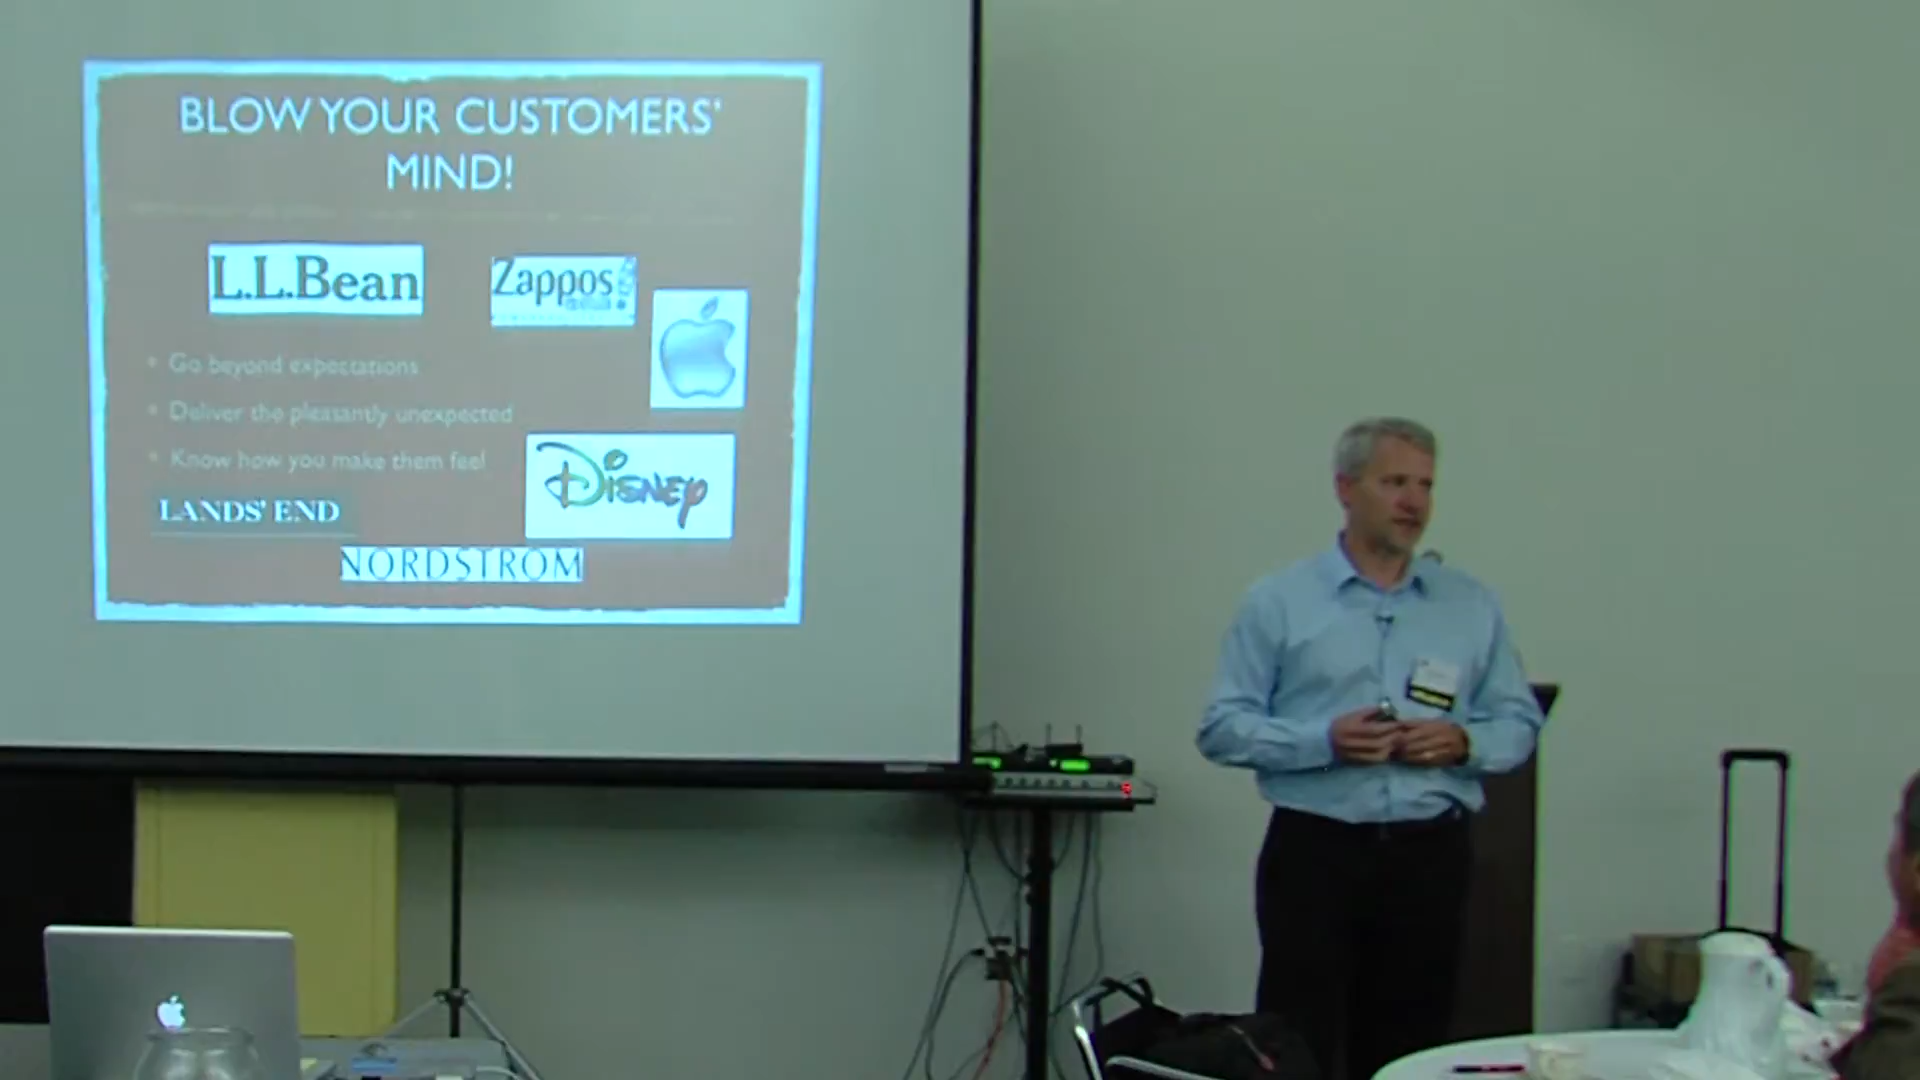 BLOW YOUR CUSTOMERS'
MIND!
L.L.Bean
Zappos
• Go beyond expectations
• Deliver the pleasantly unexpected
• Know how you make them feel
DISNEY
LANDS' END
NORDSTROM